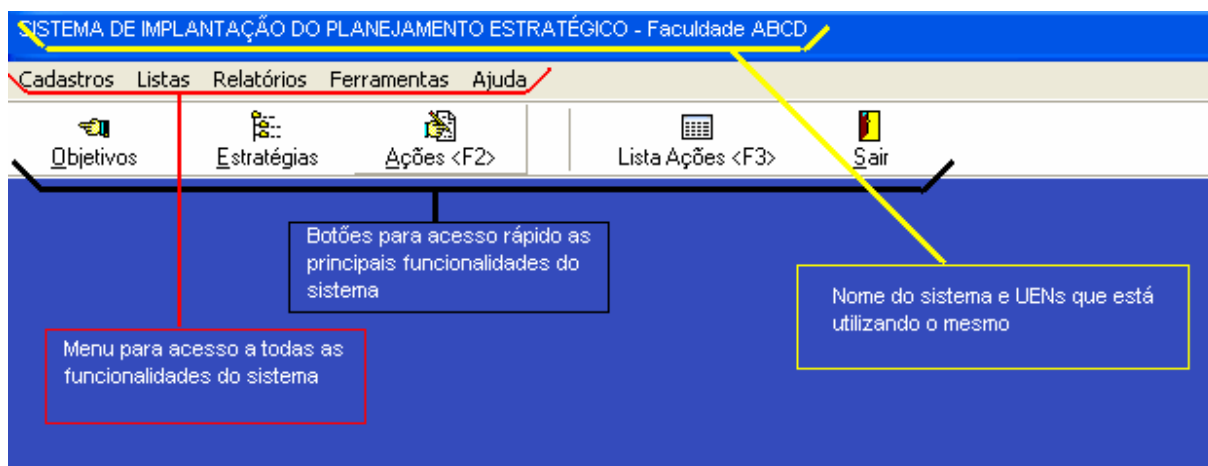 SISTEMA DE IMPLANTAÇÃO DO PLANEJAMENTO ESTRATÉGICO - Faculdade ABCD
Cadastros Listas Relatórios Ferramentas Ajuda
Objetivos Estratégias Ações <F2> Lista Ações <F3> Sair
Botões para acesso rápido as
principais funcionalidades do
sistema
Nome do sistema e UENs que está
utilizando o mesmo
Menu para acesso a todas as
funcionalidades do sistema